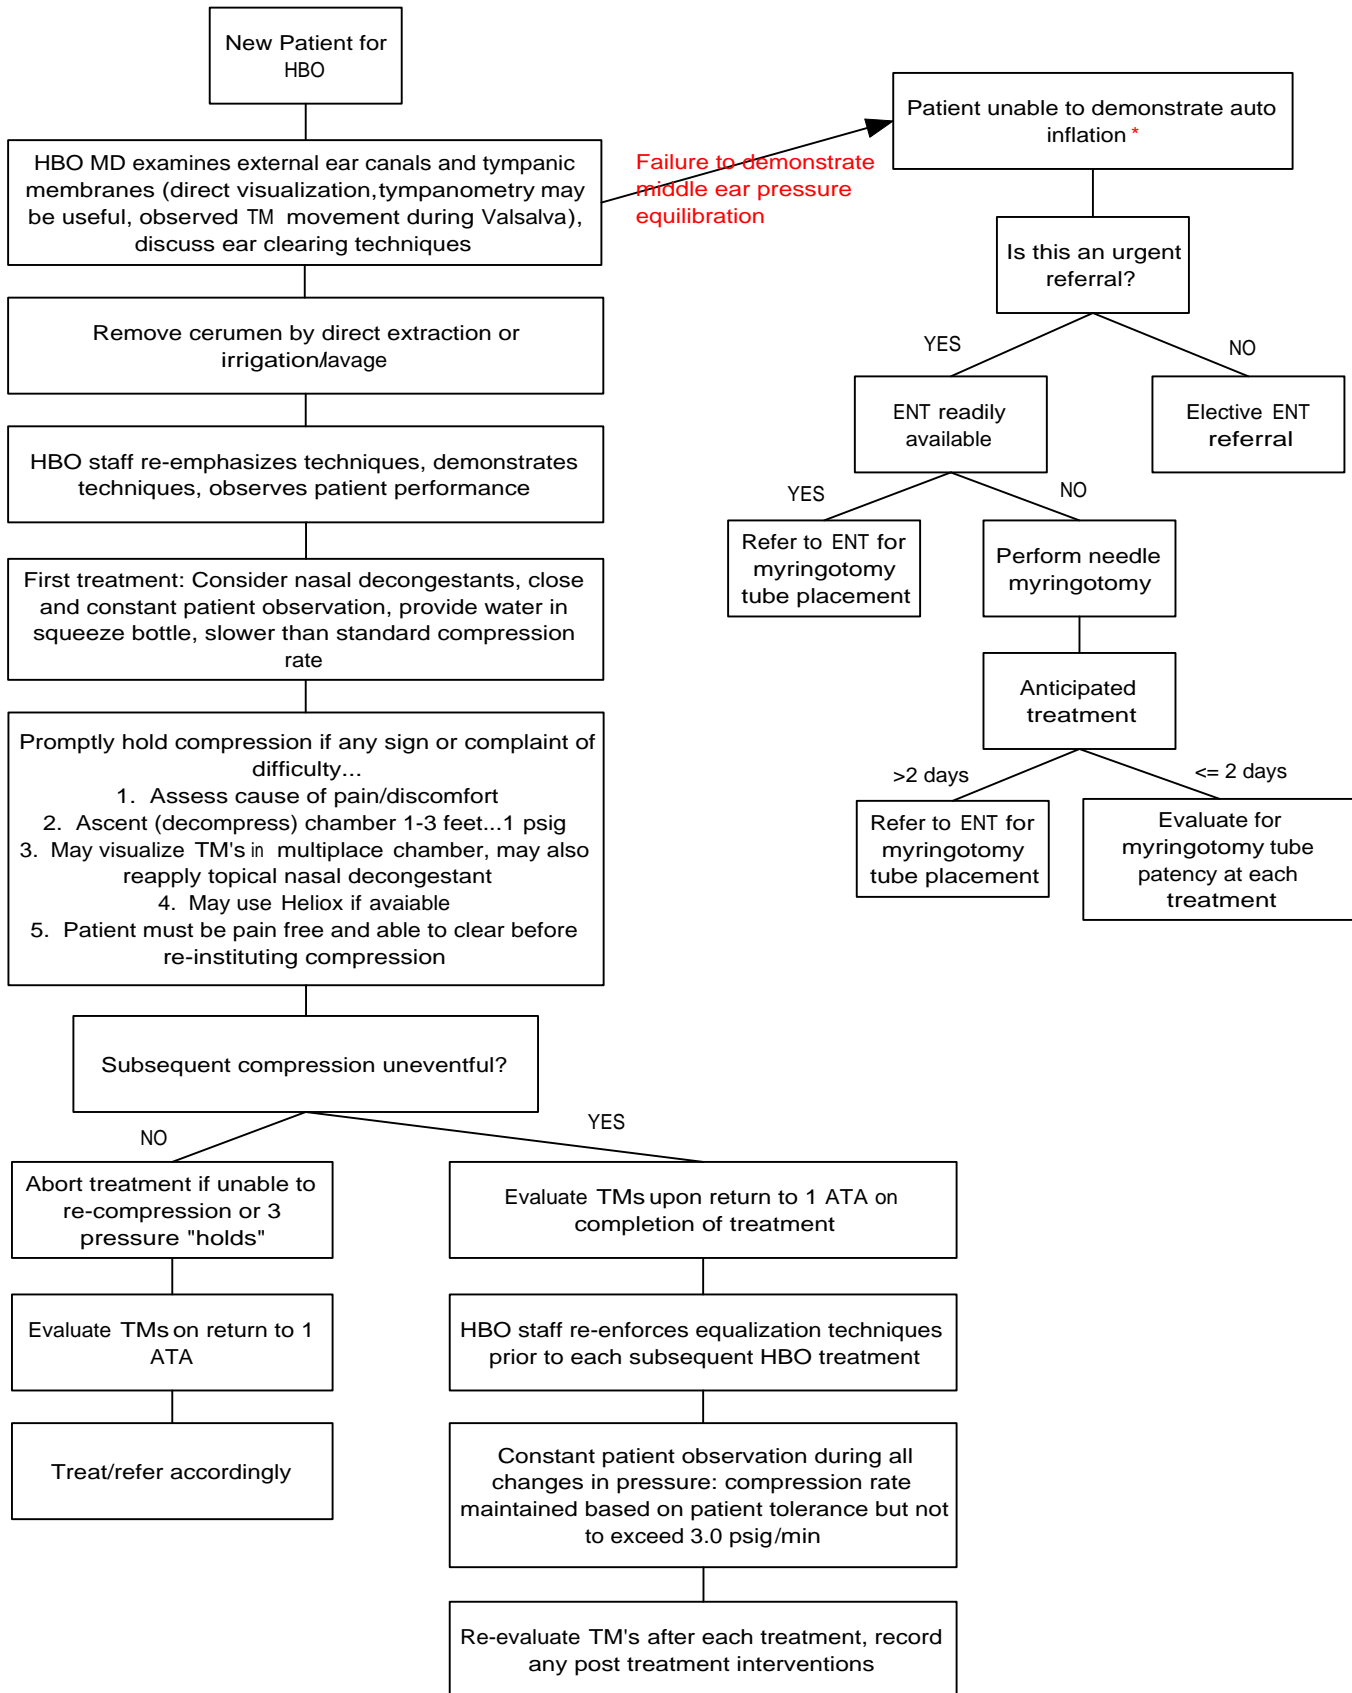 New Patient for
HBO
HBO MD examines external ear canals and tympanic
membranes (direct visualization,tympanometry may
be useful, observed TM movement during Valsalva),
discuss ear clearing techniques
Failure to demonstrate
middle ear pressure
equilibration
Patient unable to demonstrate auto
inflation *
Is this an urgent
referral?
YES
NO
ENT readily
available
Elective ENT
referral
YES
NO
Refer to ENT for
myringotomy
tube placement
Perform needle
myringotomy
Anticipated
treatment
>2 days
<= 2 days
Refer to ENT for
myringotomy
tube placement
Evaluate for
myringotomy tube
patency at each
treatment
Remove cerumen by direct extraction or
irrigation/lavage
HBO staff re-emphasizes techniques, demonstrates
techniques, observes patient performance
First treatment: Consider nasal decongestants, close
and constant patient observation, provide water in
squeeze bottle, slower than standard compression
rate
Promptly hold compression if any sign or complaint of
difficulty...
1. Assess cause of pain/discomfort
2. Ascent (decompress) chamber 1-3 feet...1 psig
3. May visualize TM's in multiplace chamber, may also
reapply topical nasal decongestant
4. May use Heliox if avaiable
5. Patient must be pain free and able to clear before
re-instituting compression
Subsequent compression uneventful?
NO
YES
Abort treatment if unable to
re-compression or 3
pressure "holds"
Evaluate TMs on return to 1
ATA
Treat/refer accordingly
Evaluate TMs upon return to 1 ATA on
completion of treatment
HBO staff re-enforces equalization techniques
prior to each subsequent HBO treatment
Constant patient observation during all
changes in pressure: compression rate
maintained based on patient tolerance but not
to exceed 3.0 psig/min
Re-evaluate TM's after each treatment, record
any post treatment interventions